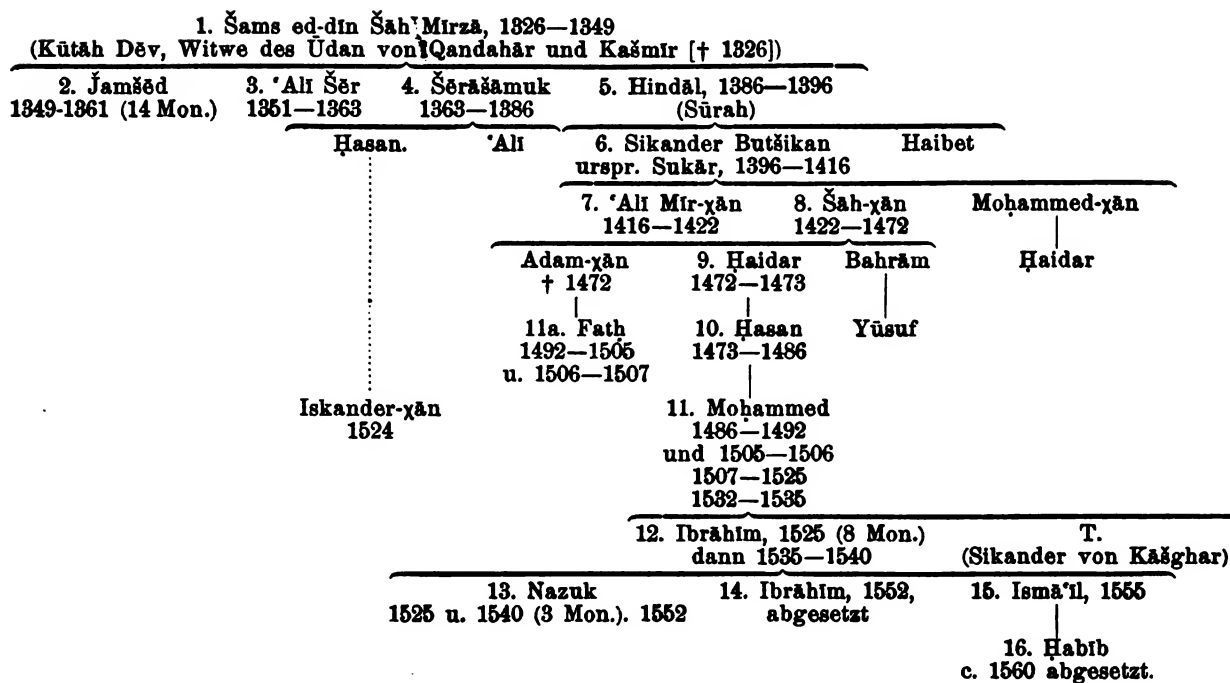 1. Šams ed-dīn Šāh Mīrzā, 1326—1349
(Kūtāh Dēv, Witwe des Ūdan von Qandahār und Kašmīr [† 1326])
2. J̌amšēd 3. ʿAlī Šēr 4. Šērāšāmuk 5. Hindāl, 1386—1396
1349-1361 (14 Mon.) 1351—1363 1363—1386 (Sūrah)
Ḥasan. ʿAlī 6. Sikander Butšikan Haibet
urspr. Sukār, 1396—1416
7. ʿAlī Mīr-χān 8. Šāh-χān Moḥammed-χān
1416—1422 1422—1472
Adam-χān 9. Ḥaidar Bahrām Ḥaidar
† 1472 1472—1473
11a. Fatḥ 10. Ḥasan Yūsuf
1492—1505 1473—1486
u. 1506—1507
Iskander-χān 11. Moḥammed
1524 1486—1492
und 1505—1506
1507—1525
1532—1535
12. Ibrāhīm, 1525 (8 Mon.) T.
dann 1535—1540 (Sikander von Kāšghar)
13. Nazuk 14. Ibrāhīm, 1552, 15. Ismāʿīl, 1555
1525 u. 1540 (3 Mon.). 1552 abgesetzt
16. Ḥabīb
c. 1560 abgesetzt.